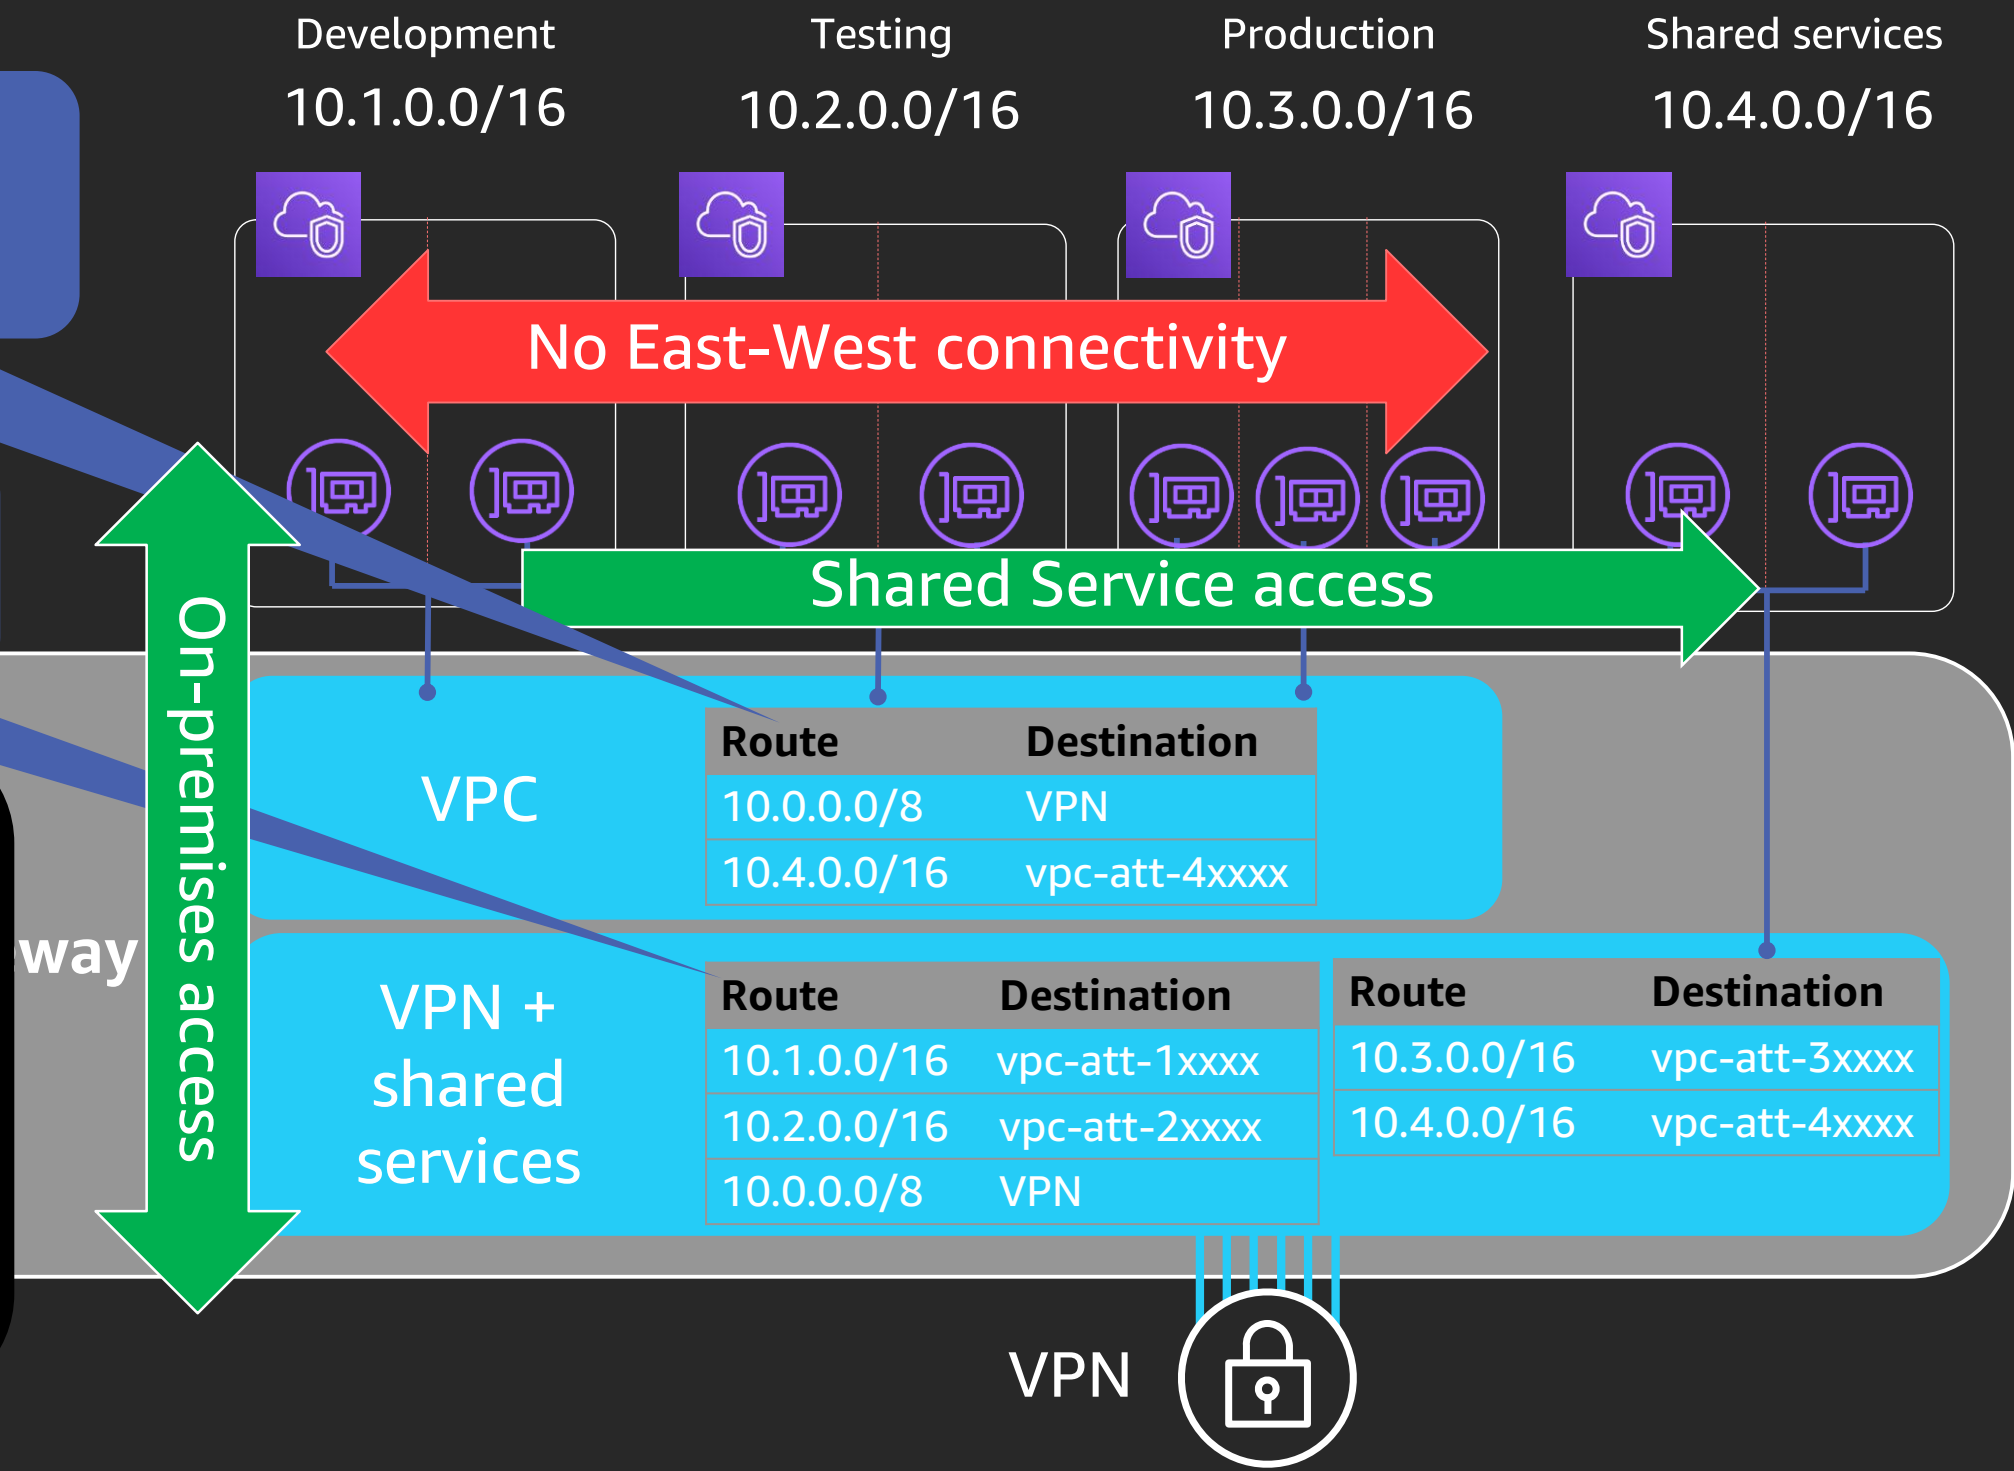 Development
10.1.0.0/16
Testing
10.2.0.0/16
Production
10.3.0.0/16
Shared services
10.4.0.0/16
No East-West connectivity
Shared Service access
On-premises access
way
VPC
Route Destination
10.0.0.0/8 VPN
10.4.0.0/16 vpc-att-4xxxx
VPN +
shared
services
Route Destination
10.1.0.0/16 vpc-att-1xxxx
10.2.0.0/16 vpc-att-2xxxx
10.0.0.0/8 VPN
Route Destination
10.3.0.0/16 vpc-att-3xxxx
10.4.0.0/16 vpc-att-4xxxx
VPN